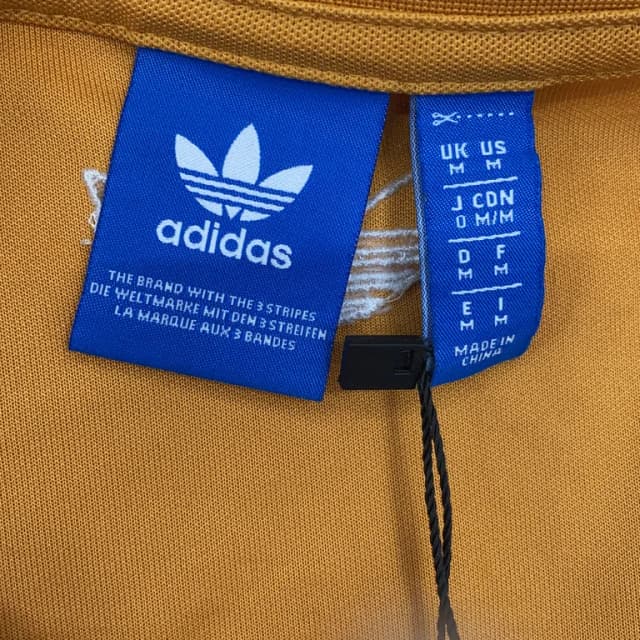 adidas
THE BRAND WITH THE 3 STRIPES
DIE WELTMARKE MIT DEN 3 STREIFEN
LA MARQUE AUX 3 BANDES
UK US
M M
J CDN
O M/M
D F
M M
E I
M M
MADE IN
CHINA